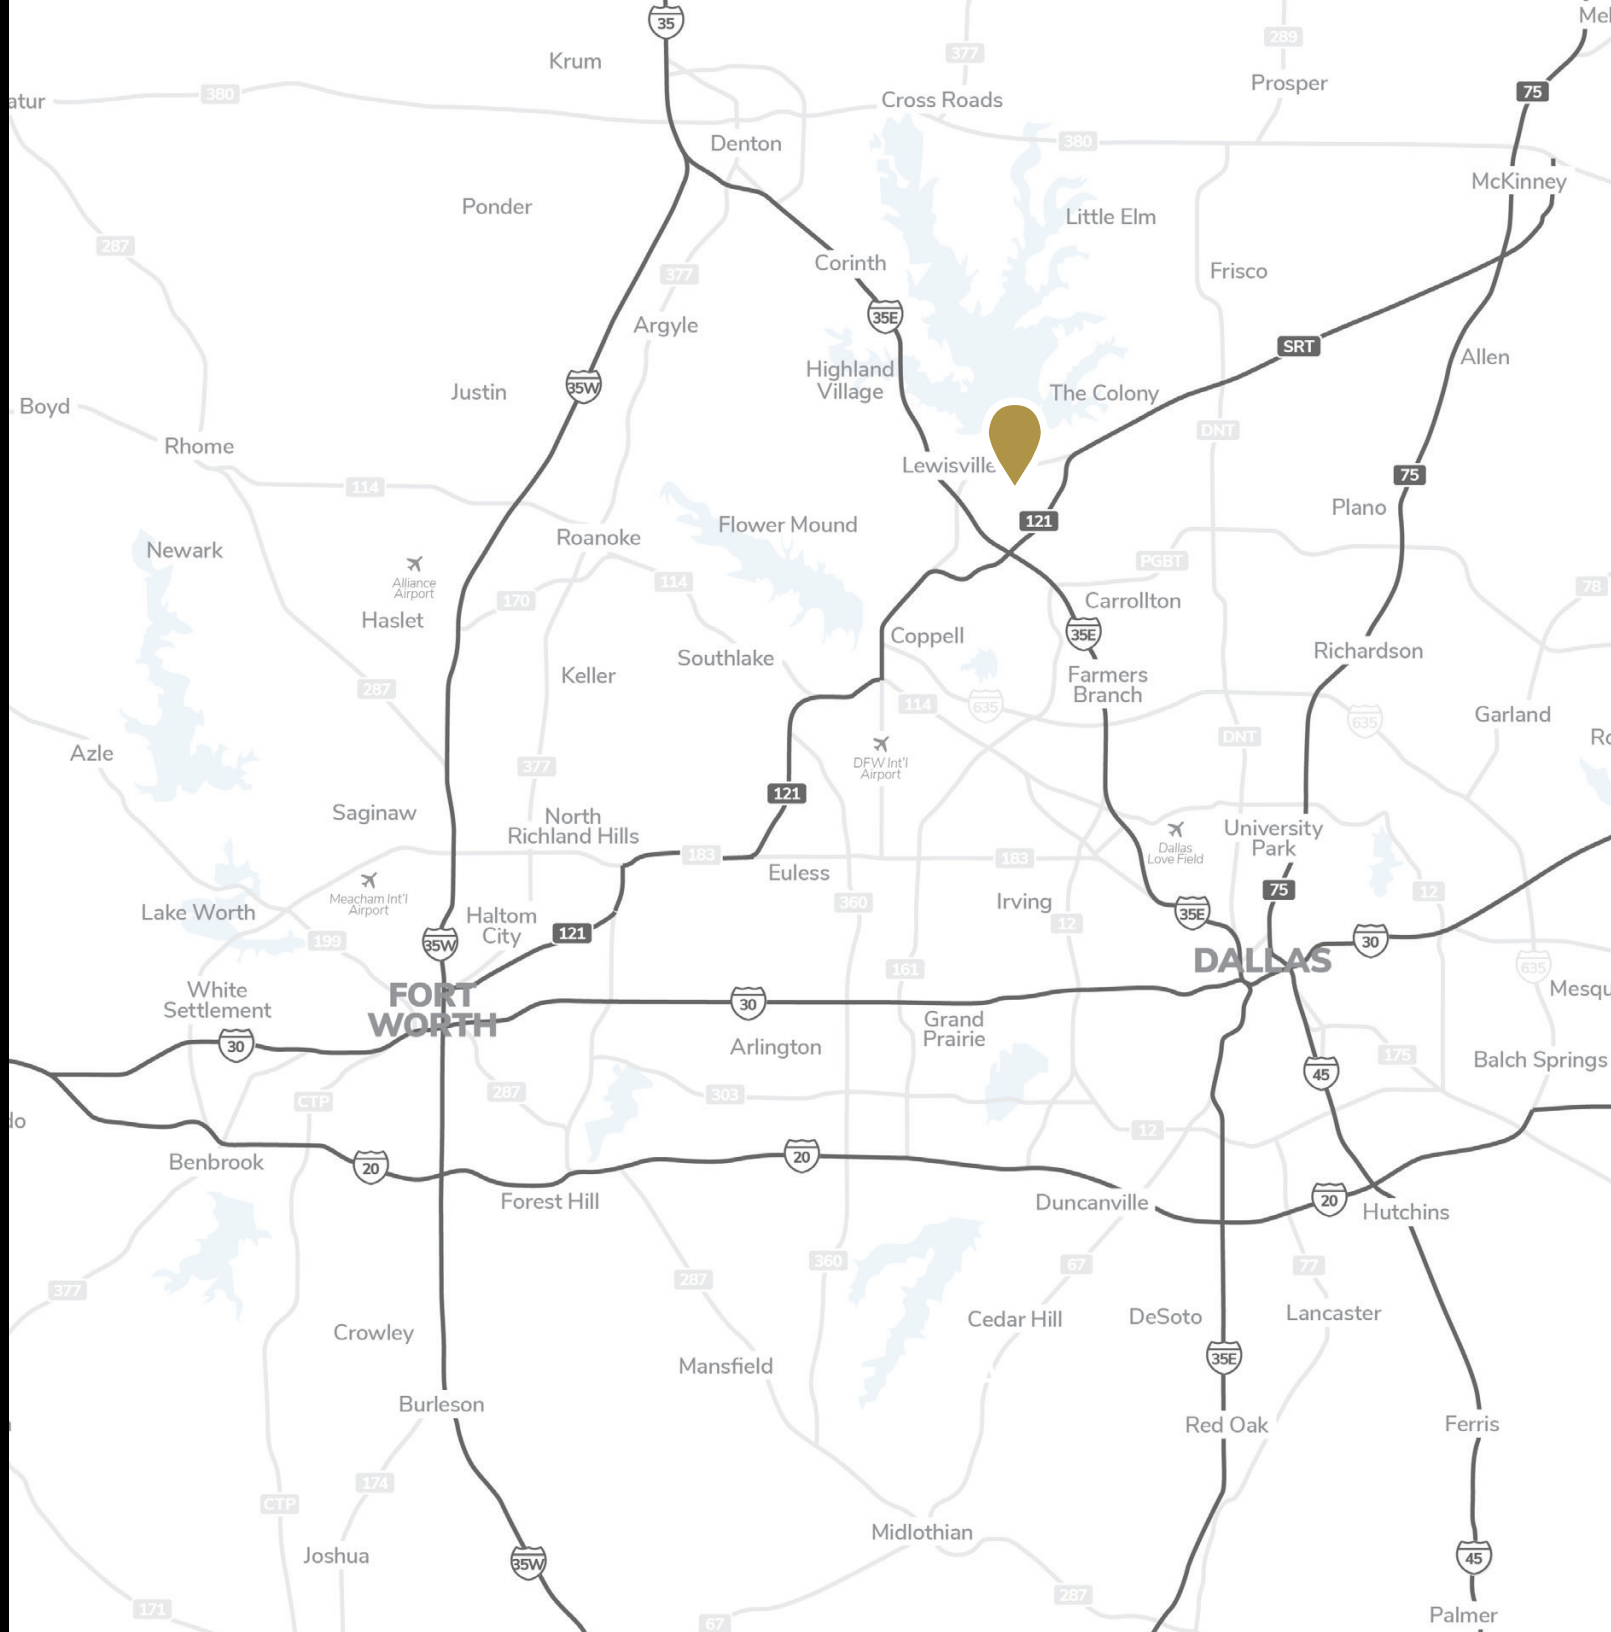 35
Mel
Krum
377
289
Prosper
75
380
atur
Cross Roads
Denton
380
McKinney
Ponder
Little Elm
287
Corinth
377
Frisco
35E
Argyle
SRT
Allen
Highland
Village
35W
Justin
The Colony
Boyd
DNT
Rhome
Lewisville
75
114
Plano
Flower Mound
121
Roanoke
Newark
PGBT
Alliance
Airport
114
78
170
Carrollton
Haslet
35E
Coppell
Richardson
Southlake
Keller
Farmers
Branch
287
114
635
Garland
635
DNT
Ro
Azle
DFW Int'l
Airport
377
121
Saginaw
North
Richland Hills
University
Park
Dallas
Love Field
183
183
Euless
75
12
Meacham Int'l
Airport
Irving
360
Lake Worth
Haltom
City
35E
12
121
199
35W
30
DALLAS
161
635
White
Settlement
FORT
WORTH
30
Mesqu
Grand
Prairie
30
Arlington
175
Balch Springs
45
287
303
CTP
do
12
Benbrook
20
20
Forest Hill
Duncanville
20
Hutchins
360
67
77
287
377
Cedar Hill
DeSoto
Lancaster
Crowley
35E
Mansfield
Burleson
Red Oak
Ferris
174
CTP
Midlothian
Joshua
35W
45
287
171
67
Palmer